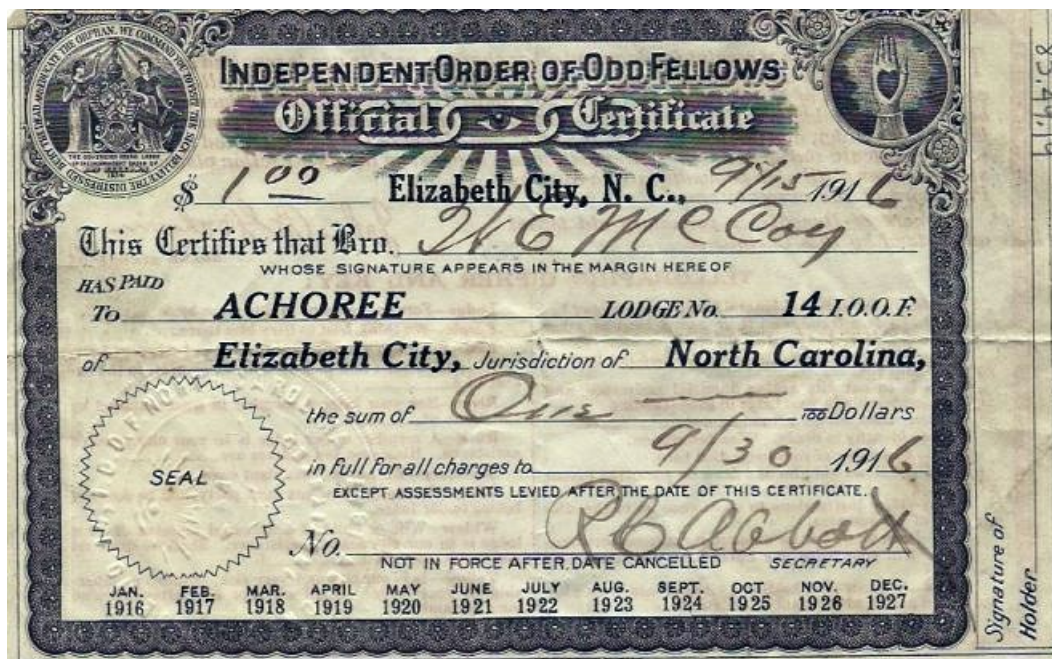 INDEPENDENT ORDER OF ODD FELLOWS
Official Certificate
$ 1 00 Elizabeth City, N. C., 9/15 1916
This Certifies that Bro. W E McCoy
WHOSE SIGNATURE APPEARS IN THE MARGIN HEREOF
HAS PAID
To ACHOREE LODGE No. 14 I.O.O.F.
of Elizabeth City, Jurisdiction of North Carolina,
the sum of One — /100 Dollars
in full for all charges to 9/30 1916
EXCEPT ASSESSMENTS LEVIED AFTER THE DATE OF THIS CERTIFICATE.
SEAL
No. R C Abbott
NOT IN FORCE AFTER DATE CANCELLED SECRETARY
JAN. FEB. MAR. APRIL MAY JUNE JULY AUG. SEPT. OCT NOV. DEC.
1916 1917 1918 1919 1920 1921 1922 1923 1924 1925 1926 1927
Signature of
Holder